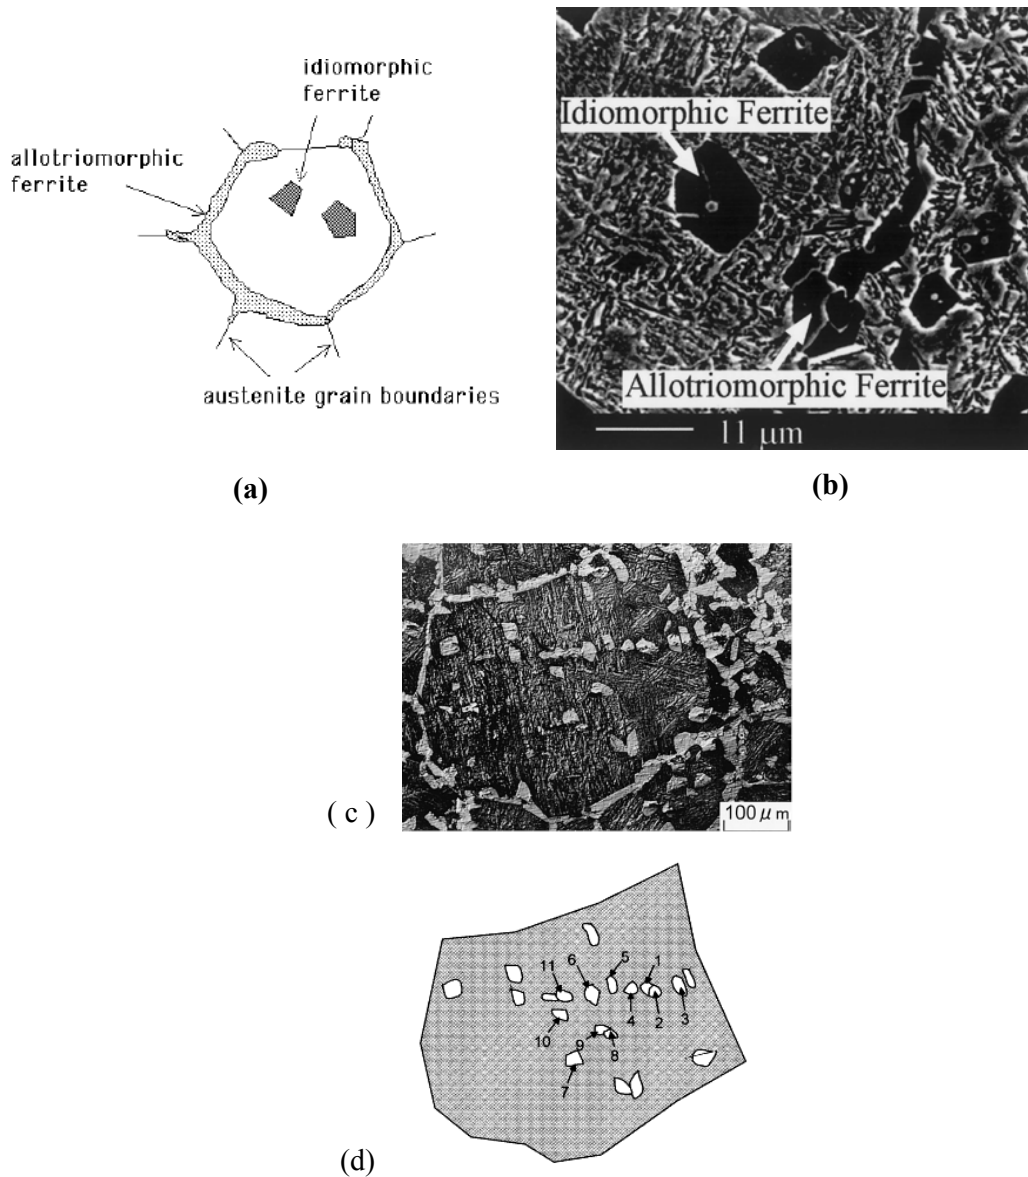 idiomorphic
ferrite
allotriomorphic
ferrite
austenite grain boundaries
(a)
Idiomorphic Ferrite
Allotriomorphic Ferrite
11 µm
(b)
100 μm
( c )
11
6
5
1
4
2
3
10
9
8
7
(d)